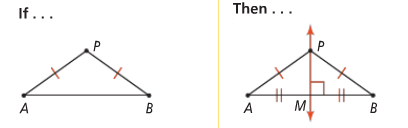 If . . .
P
A
B
Then . . .
P
A
M
B